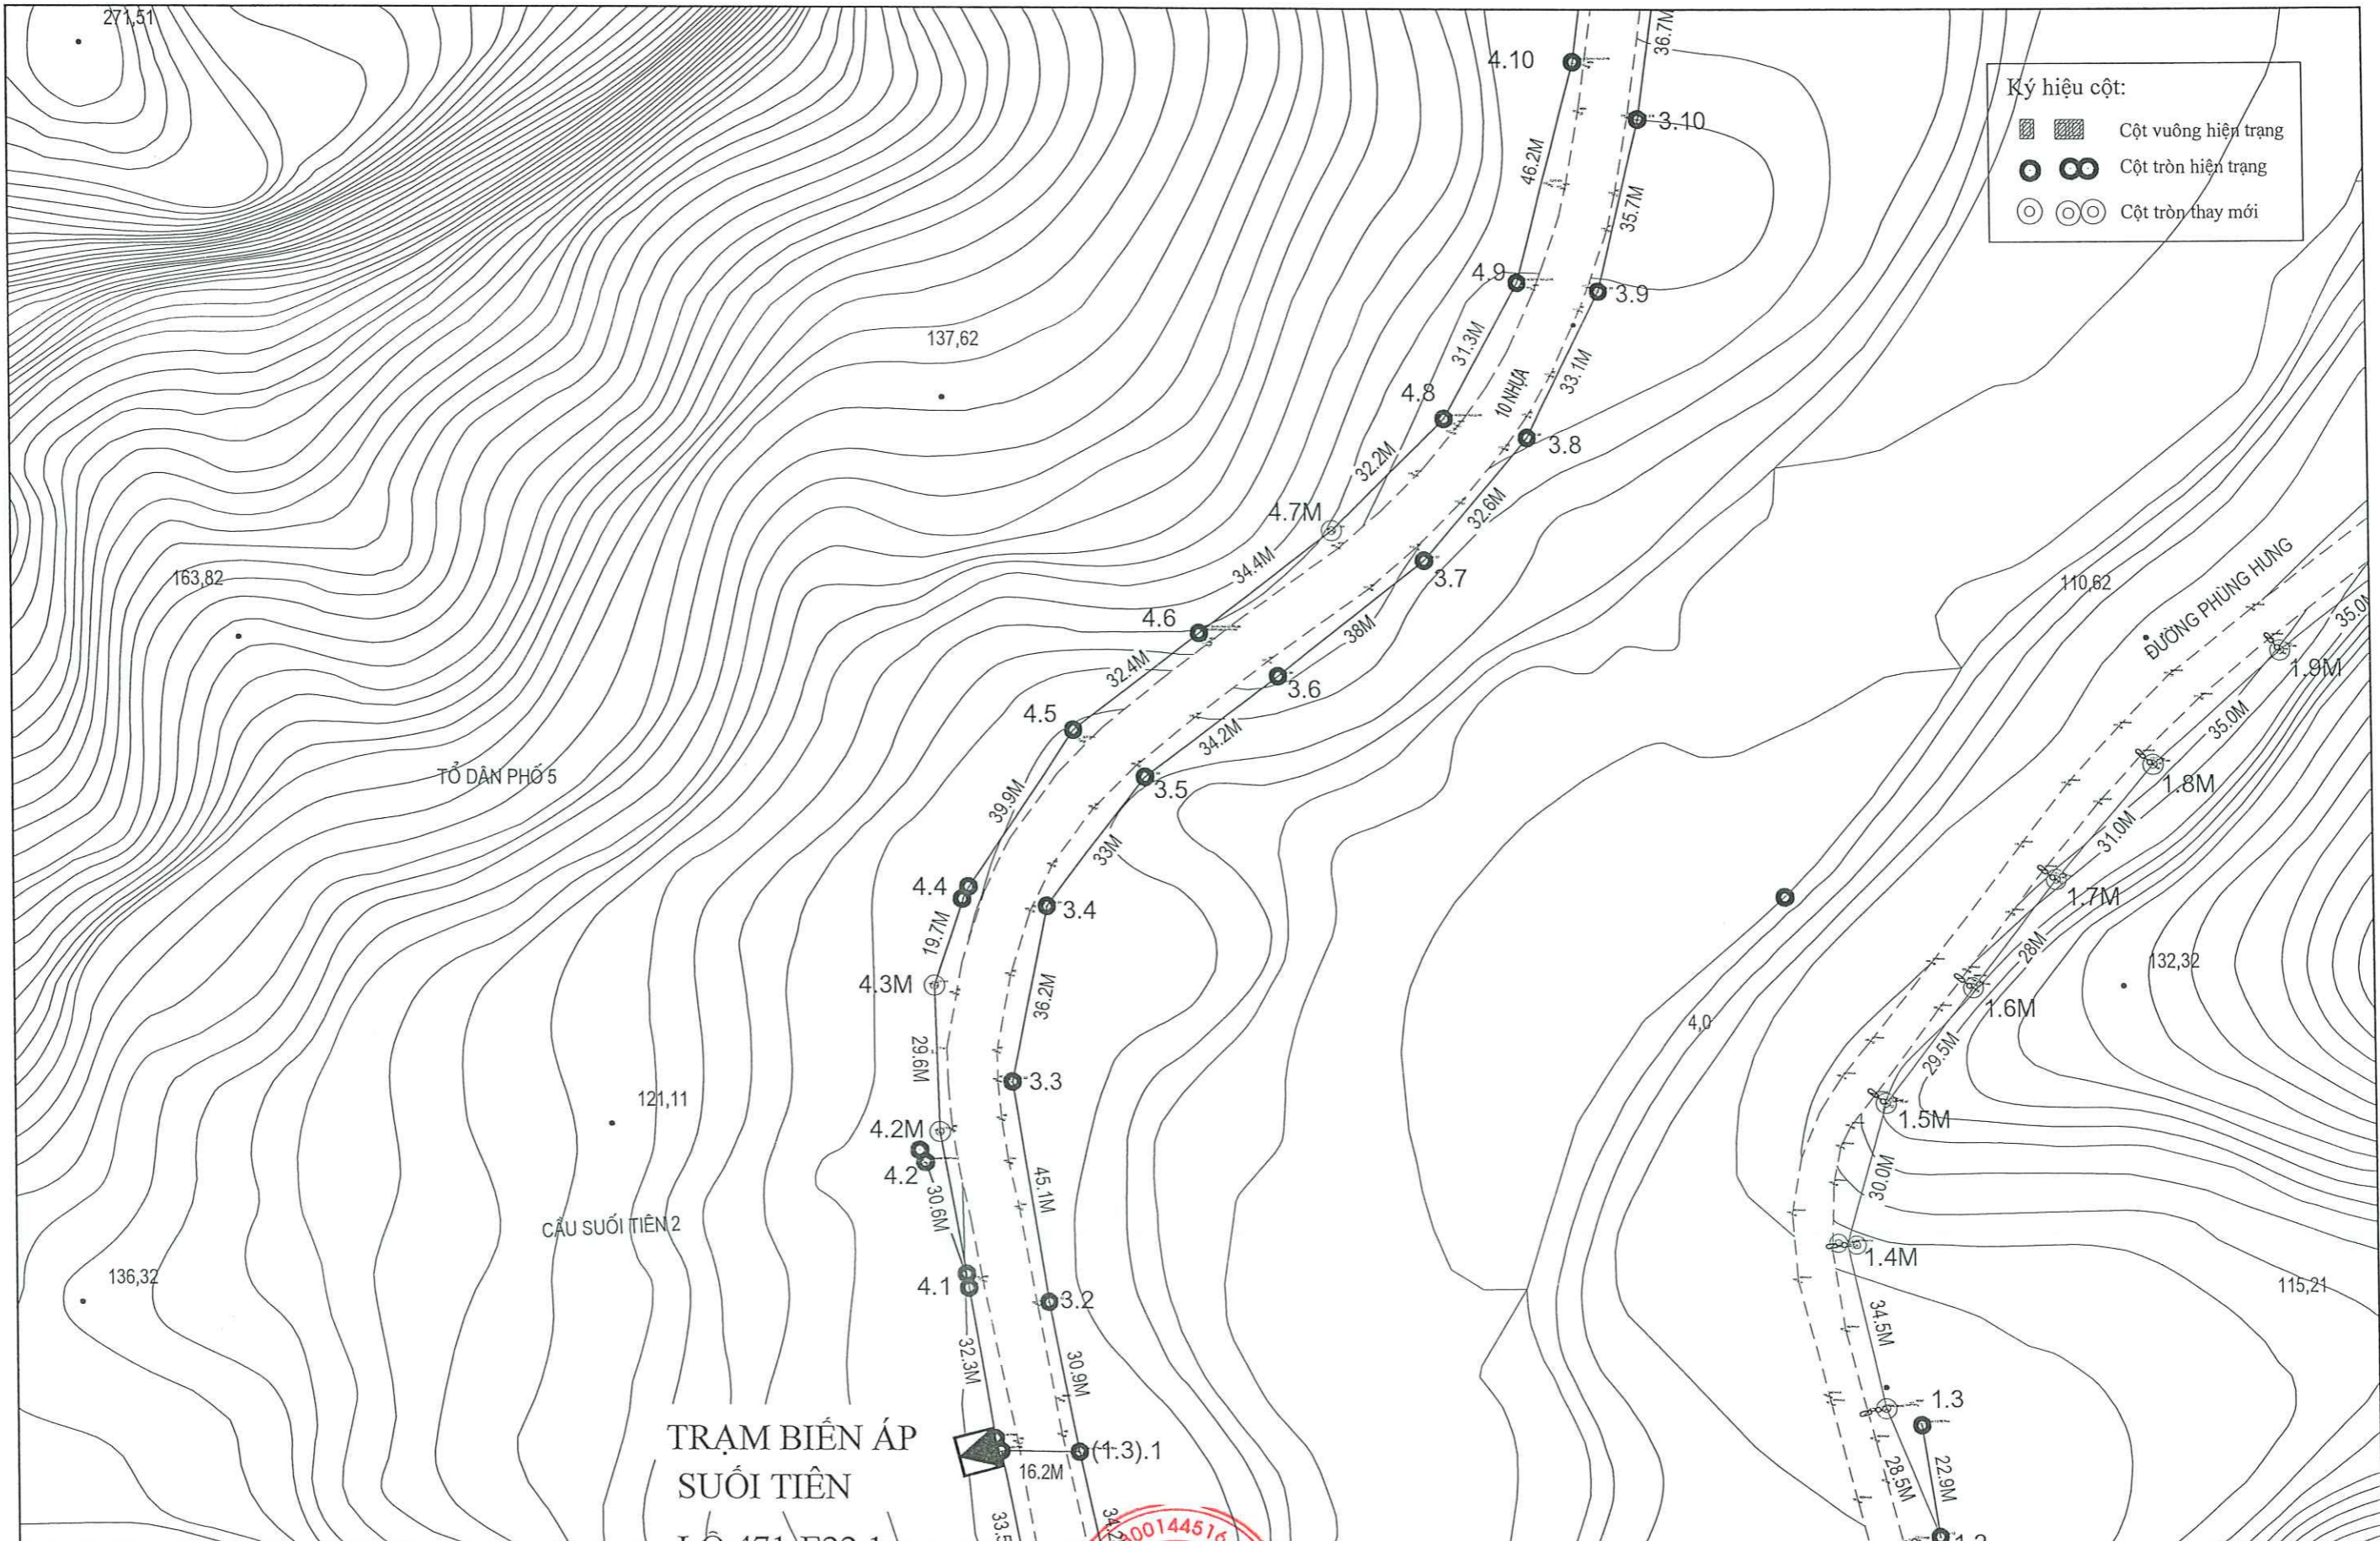 271,51
4.10
36.7M
Ký hiệu cột:
Cột vuông hiện trạng
Cột tròn hiện trạng
Cột tròn thay mới
3.10
46.2M
35.7M
4.9
3.9
137,62
31.3M
33.1M
10 NHỰA
4.8
3.8
32.2M
4.7M
32.6M
34.4M
3.7
163,82
110,62
ĐƯỜNG PHÙNG HƯNG
35.0M
4.6
38M
1.9M
32.4M
3.6
4.5
34.2M
35.0M
TỔ DÂN PHỐ 5
3.5
1.8M
39.9M
33M
31.0M
4.4
3.4
1.7M
19.7M
28M
132,32
4.3M
36.2M
1.6M
4,0
29.6M
3.3
29.5M
121,11
1.5M
4.2M
4.2
45.1M
30.0M
30.6M
CẦU SUỐI TIÊN 2
1.4M
136,32
4.1
3.2
115,21
34.5M
32.3M
30.9M
1.3
TRẠM BIẾN ÁP
(1.3).1
16.2M
SUỐI TIÊN
28.5M
22.9M
00144516